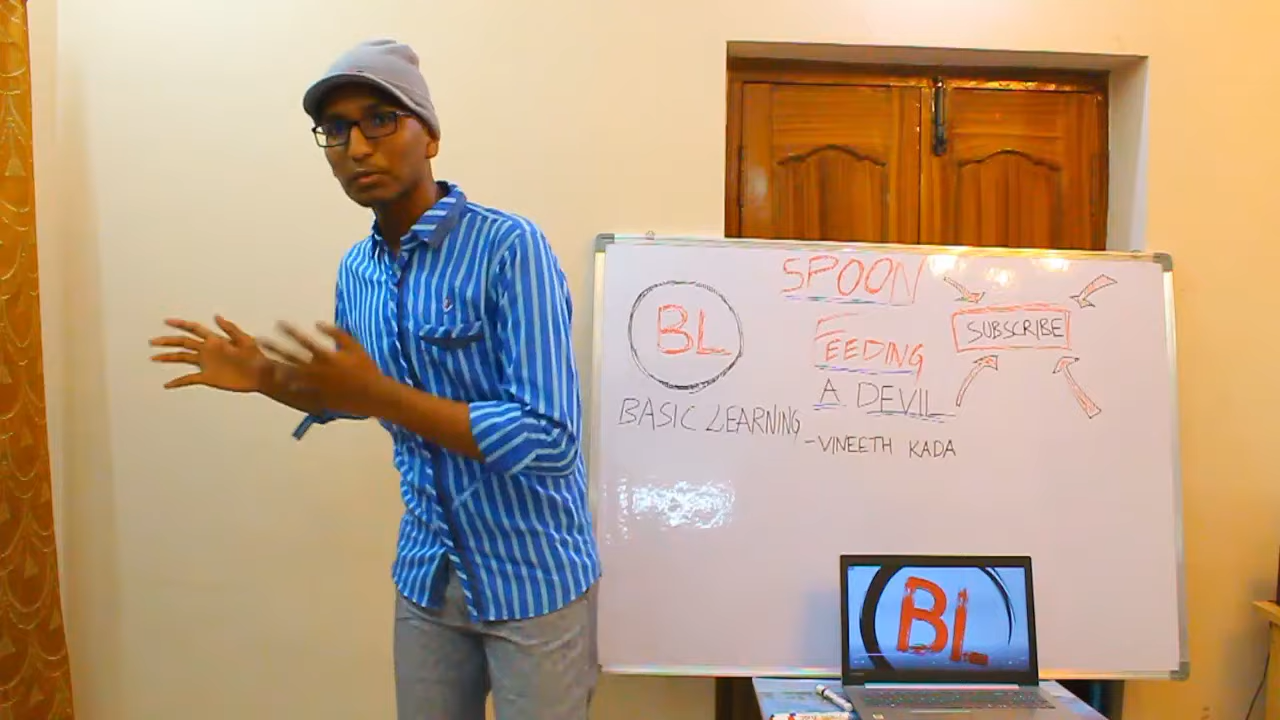 BL
BASIC LEARNING
SPOON
FEEDING
A DEVIL
-VINEETH KADA
SUBSCRIBE
BL